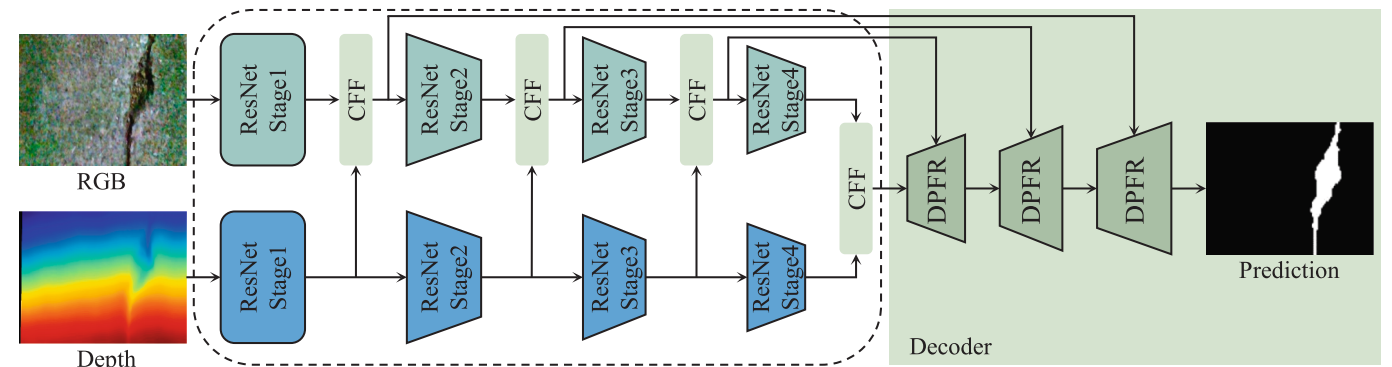 RGB
ResNet
Stage1
CFF
ResNet
Stage2
CFF
ResNet
Stage3
CFF
ResNet
Stage4
CFF
Depth
ResNet
Stage1
ResNet
Stage2
ResNet
Stage3
ResNet
Stage4
DPFR
DPFR
DPFR
Prediction
Decoder